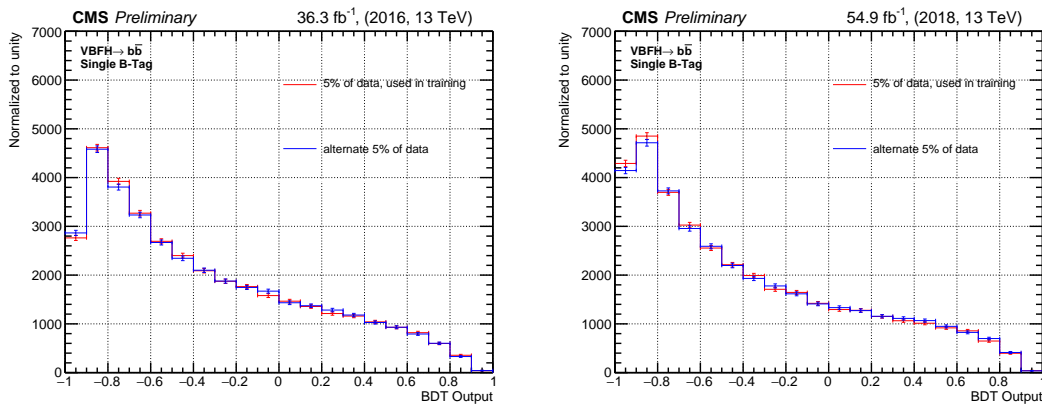 CMS Preliminary 36.3 fb⁻¹, (2016, 13 TeV)
Normalized to unity
7000
6000
5000
4000
3000
2000
1000
0
VBFH→ bb̅
Single B-Tag
5% of data, used in training
alternate 5% of data
−1 −0.8 −0.6 −0.4 −0.2 0 0.2 0.4 0.6 0.8 1
BDT Output
CMS Preliminary 54.9 fb⁻¹, (2018, 13 TeV)
Normalized to unity
7000
6000
5000
4000
3000
2000
1000
0
VBFH→ bb̅
Single B-Tag
5% of data, used in training
alternate 5% of data
−1 −0.8 −0.6 −0.4 −0.2 0 0.2 0.4 0.6 0.8 1
BDT Output